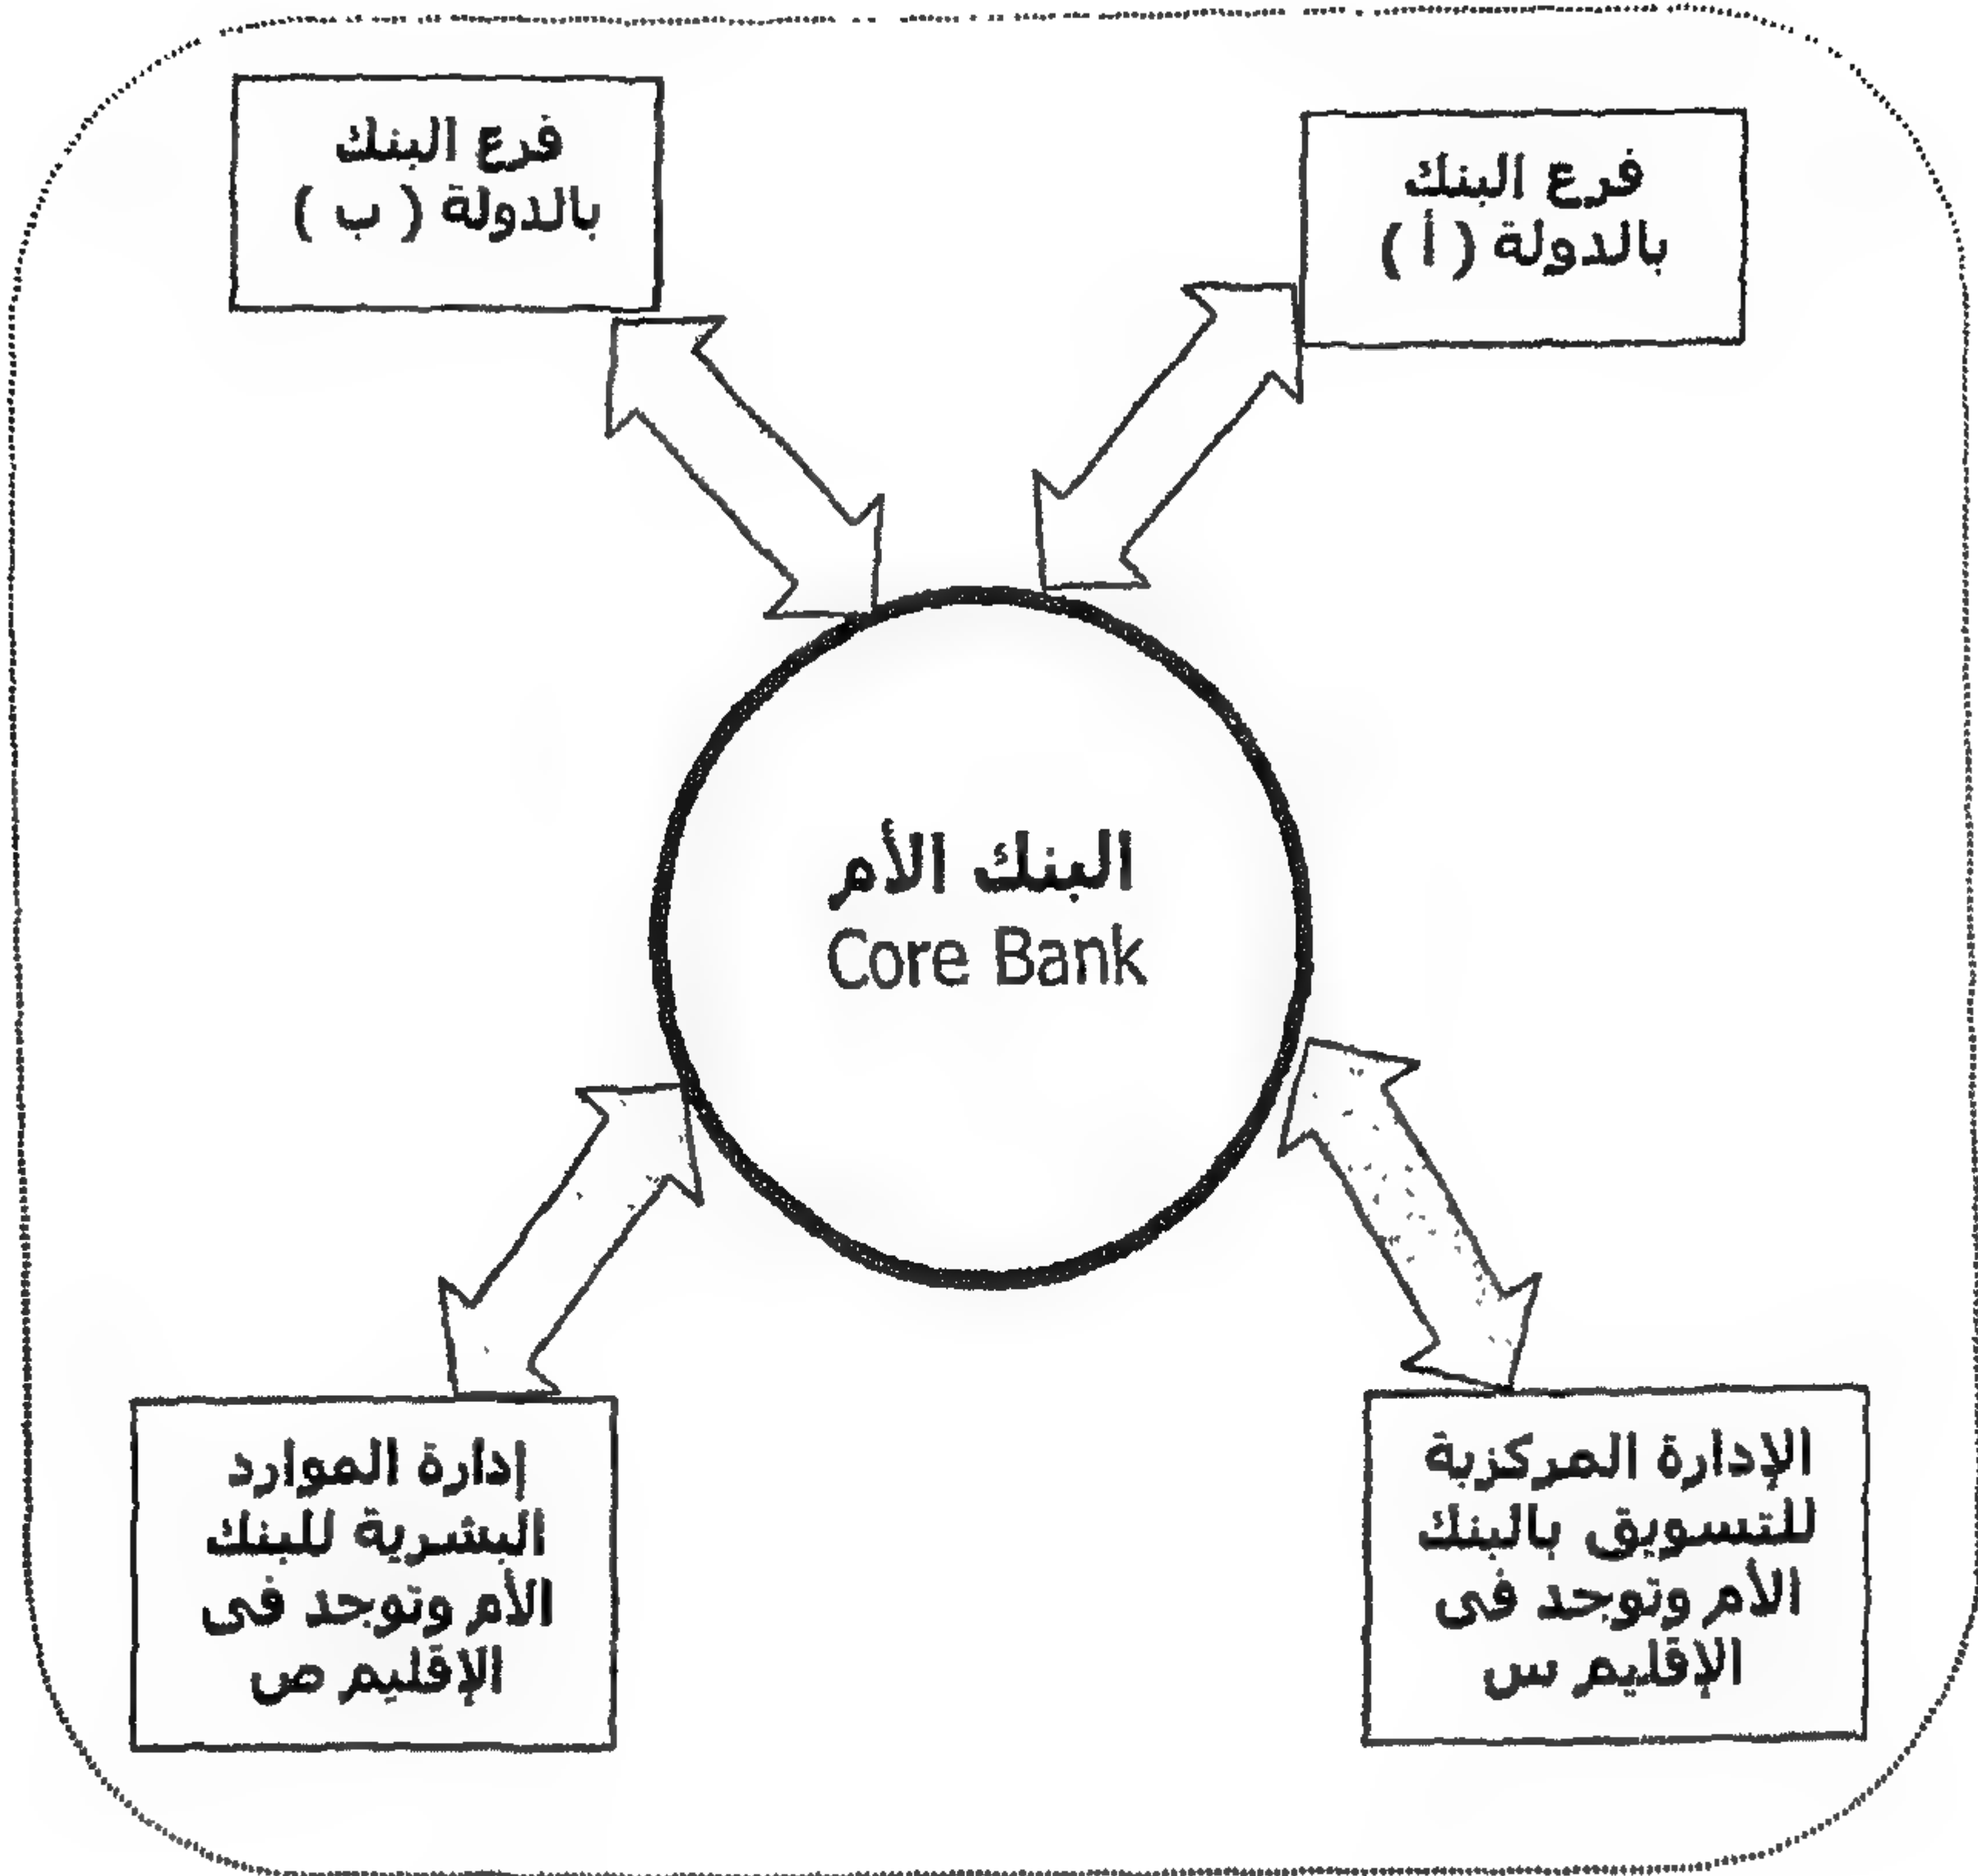 فرع البنك
بالدولة ( أ )
فرع البنك
بالدولة ( ب )
البنك الأم
Core Bank
الإدارة المركزية
للتسويق بالبنك
الأم وتوجد فى
الإقليم س
إدارة الموارد
البشرية للبنك
الأم وتوجد فى
الإقليم ص